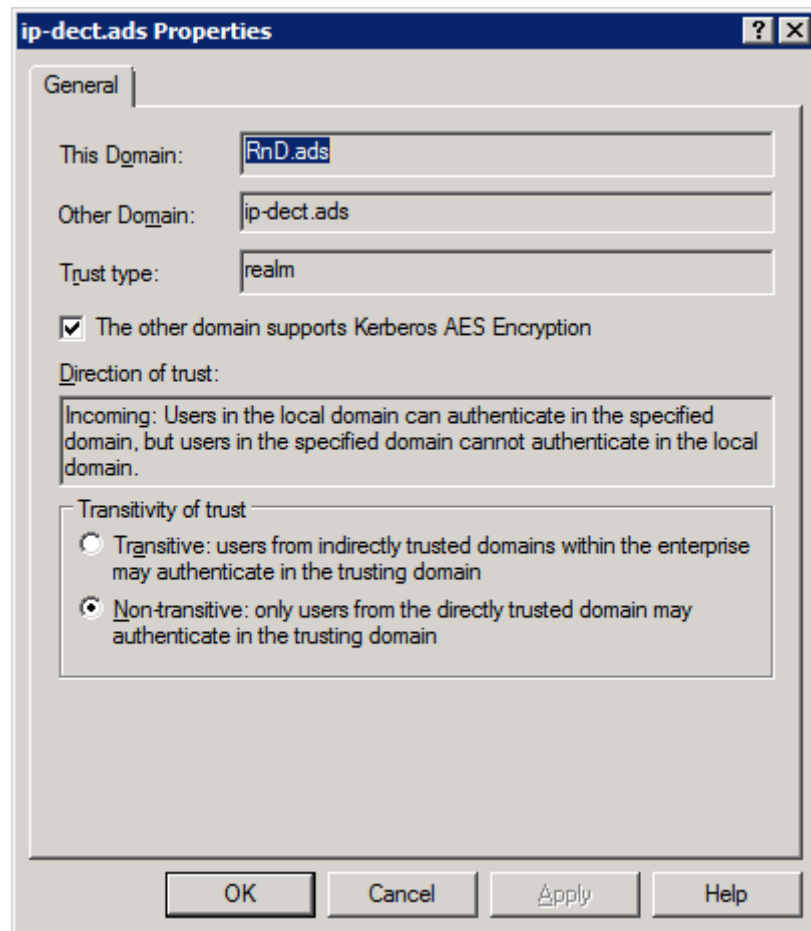 ip-dect.ads Properties
General
This Domain: RnD.ads
Other Domain: ip-dect.ads
Trust type: realm
The other domain supports Kerberos AES Encryption
Direction of trust:
Incoming: Users in the local domain can authenticate in the specified
domain, but users in the specified domain cannot authenticate in the local
domain.
Transitivity of trust
Transitive: users from indirectly trusted domains within the enterprise
may authenticate in the trusting domain
Non-transitive: only users from the directly trusted domain may
authenticate in the trusting domain
OK Cancel Apply Help